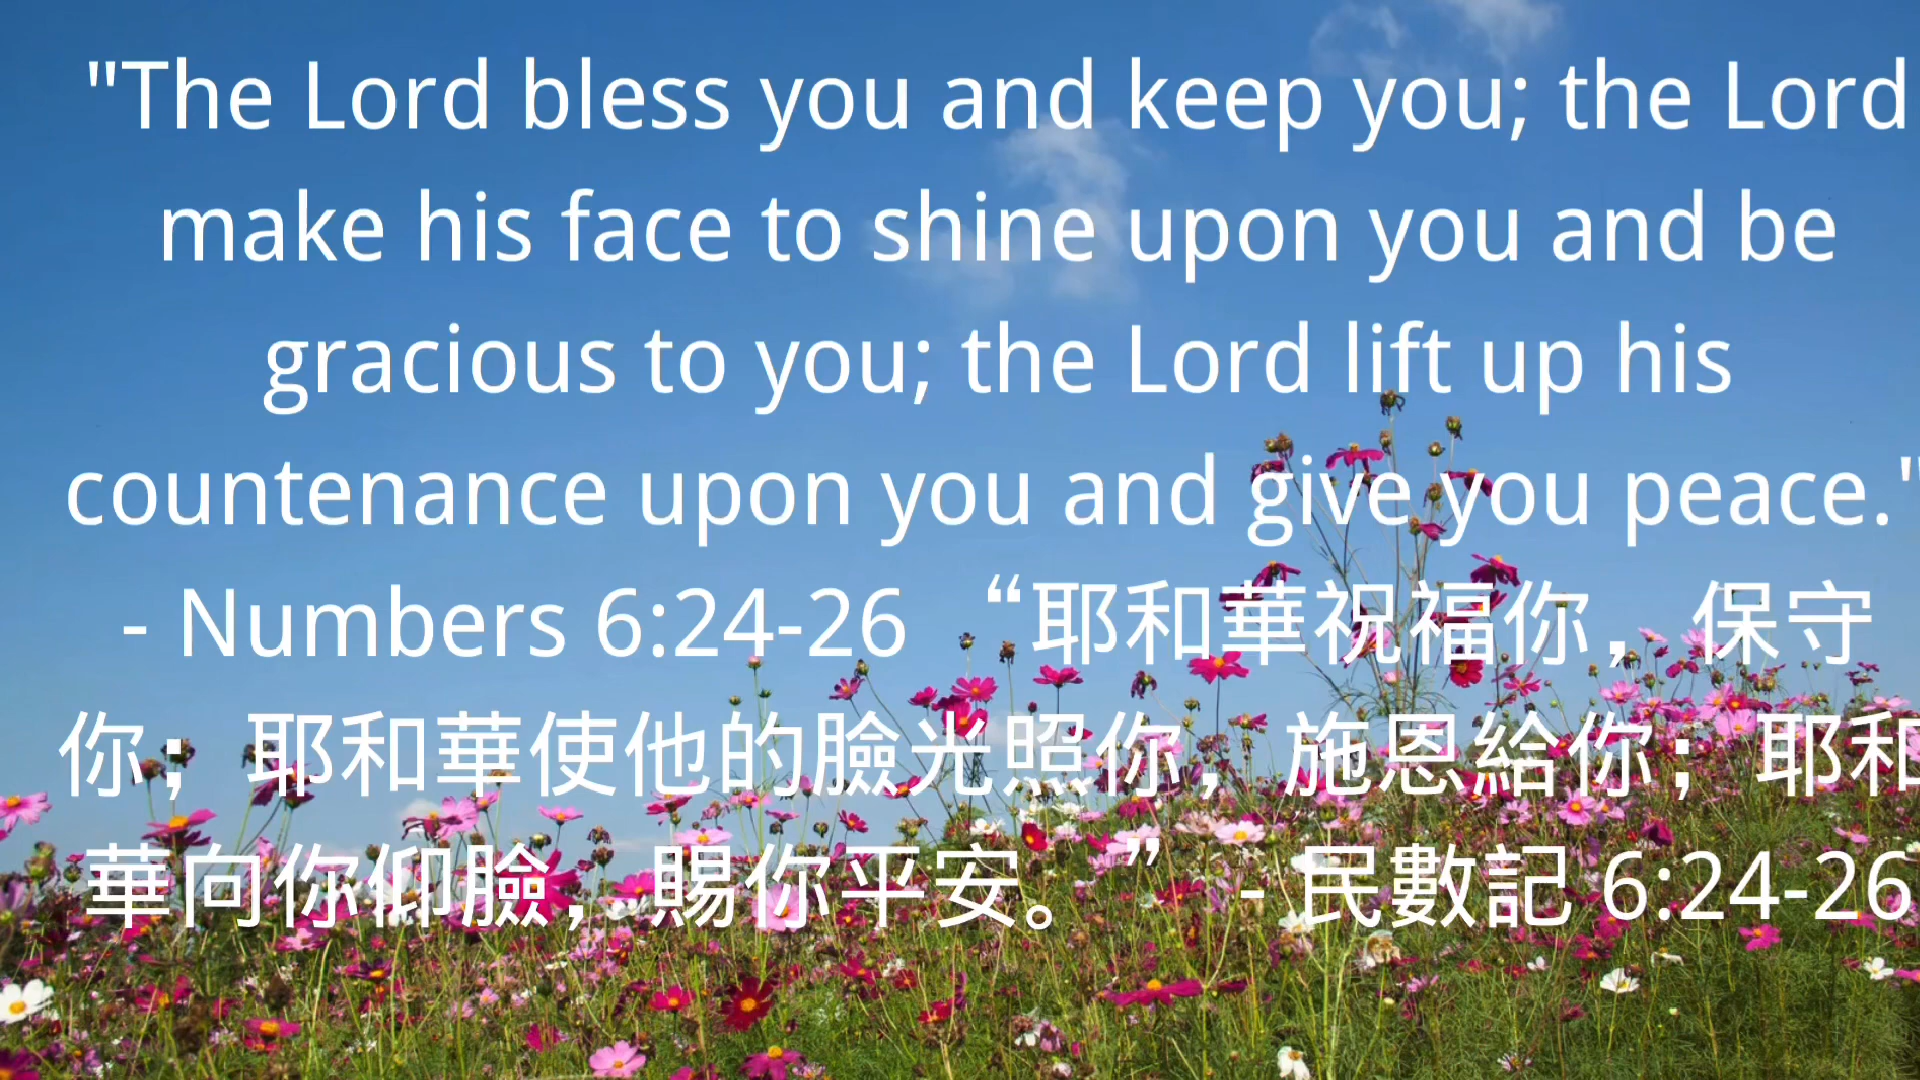 "The Lord bless you and keep you; the Lord
make his face to shine upon you and be
gracious to you; the Lord lift up his
countenance upon you and give you peace."
- Numbers 6:24-26 “耶和華祝福你，保守
你；耶和華使他的臉光照你，施恩給你；耶和
華向你仰臉，賜你平安。” - 民數記 6:24-26